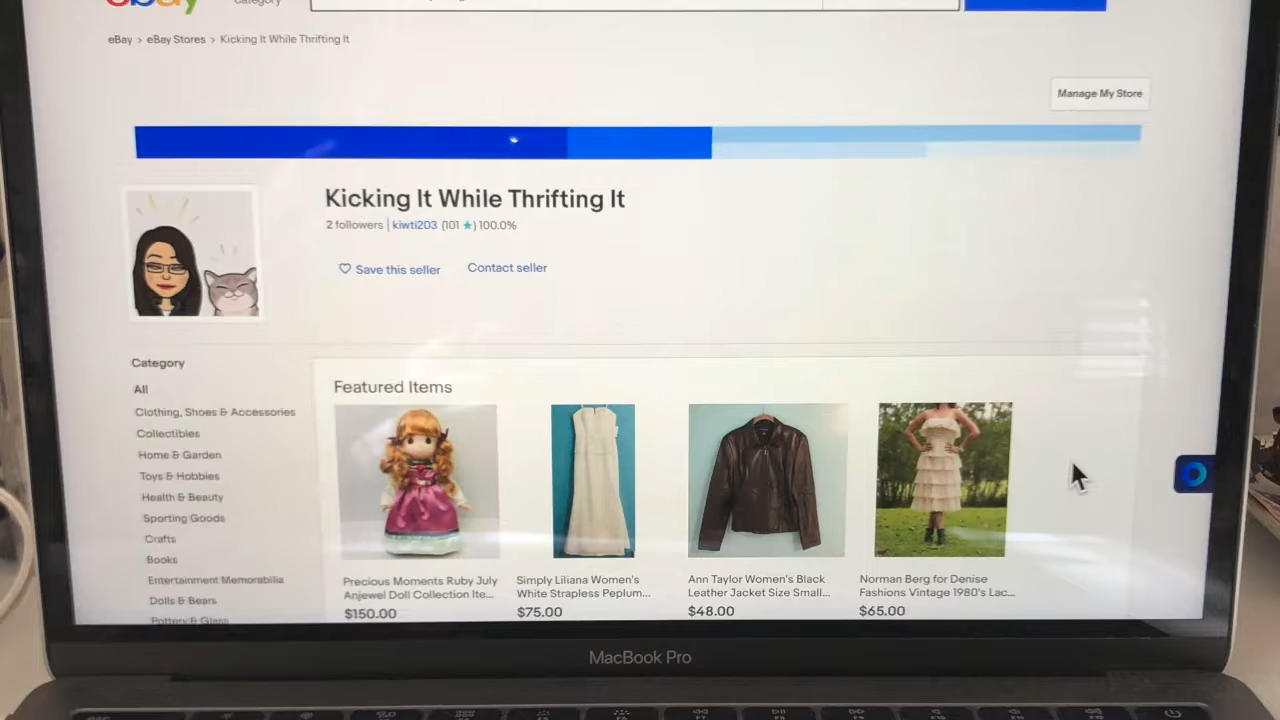 ebay
category
eBay > eBay Stores > Kicking It While Thrifting It
Manage My Store
Kicking It While Thrifting It
2 followers | kiwti203 (101 ★) 100.0%
Save this seller
Contact seller
Category
All
Clothing, Shoes & Accessories
Collectibles
Home & Garden
Toys & Hobbies
Health & Beauty
Sporting Goods
Crafts
Books
Entertainment Memorabilia
Dolls & Bears
Pottery & Glass
Featured Items
Precious Moments Ruby July
Anjewel Doll Collection Ite...
$150.00
Simply Liliana Women's
White Strapless Peplum...
$75.00
Ann Taylor Women's Black
Leather Jacket Size Small...
$48.00
Norman Berg for Denise
Fashions Vintage 1980's Lac...
$65.00
MacBook Pro